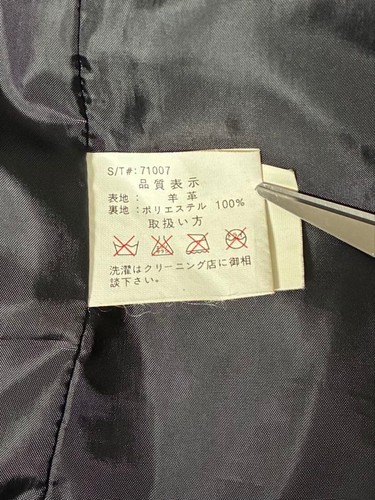 S/T#:71007
品質表示
表地: 羊革
裏地:ポリエステル 100%
取扱い方
洗濯はクリーニング店に御相
談下さい。